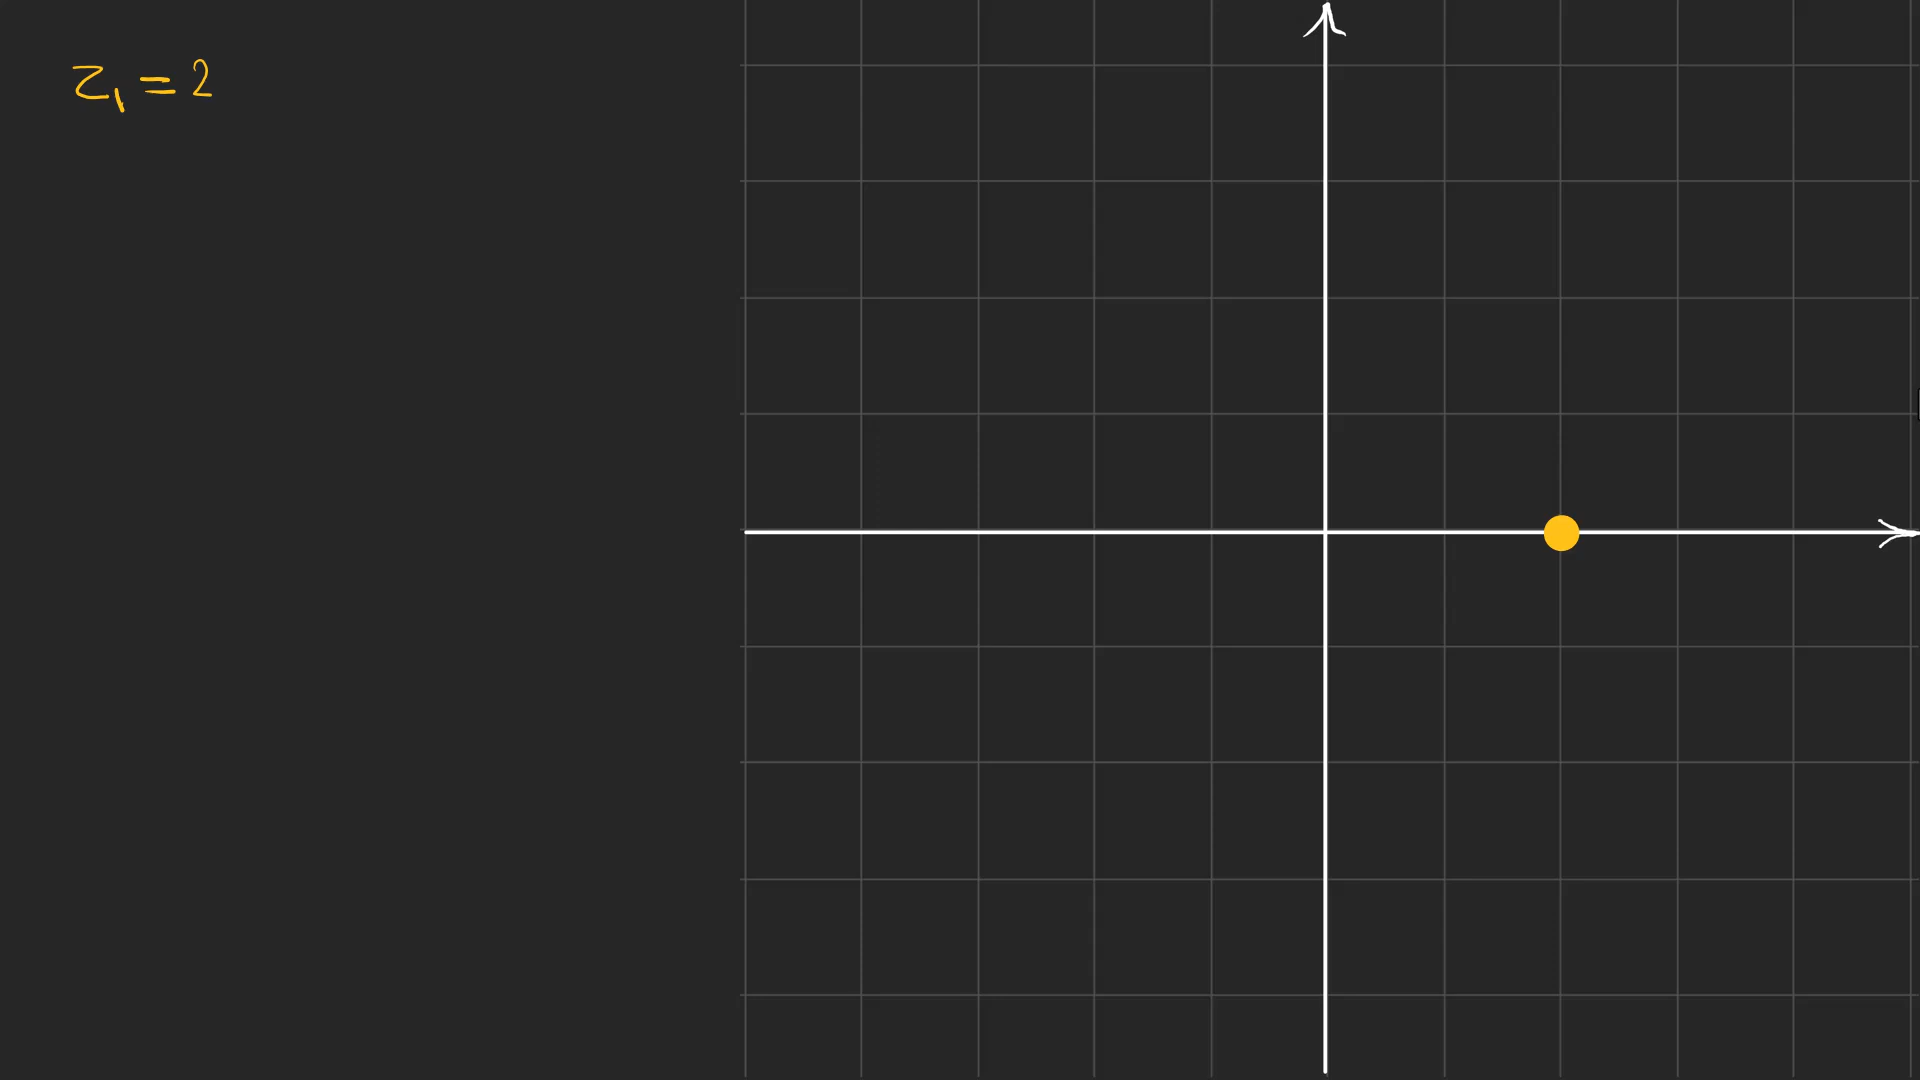 z₁ = 2